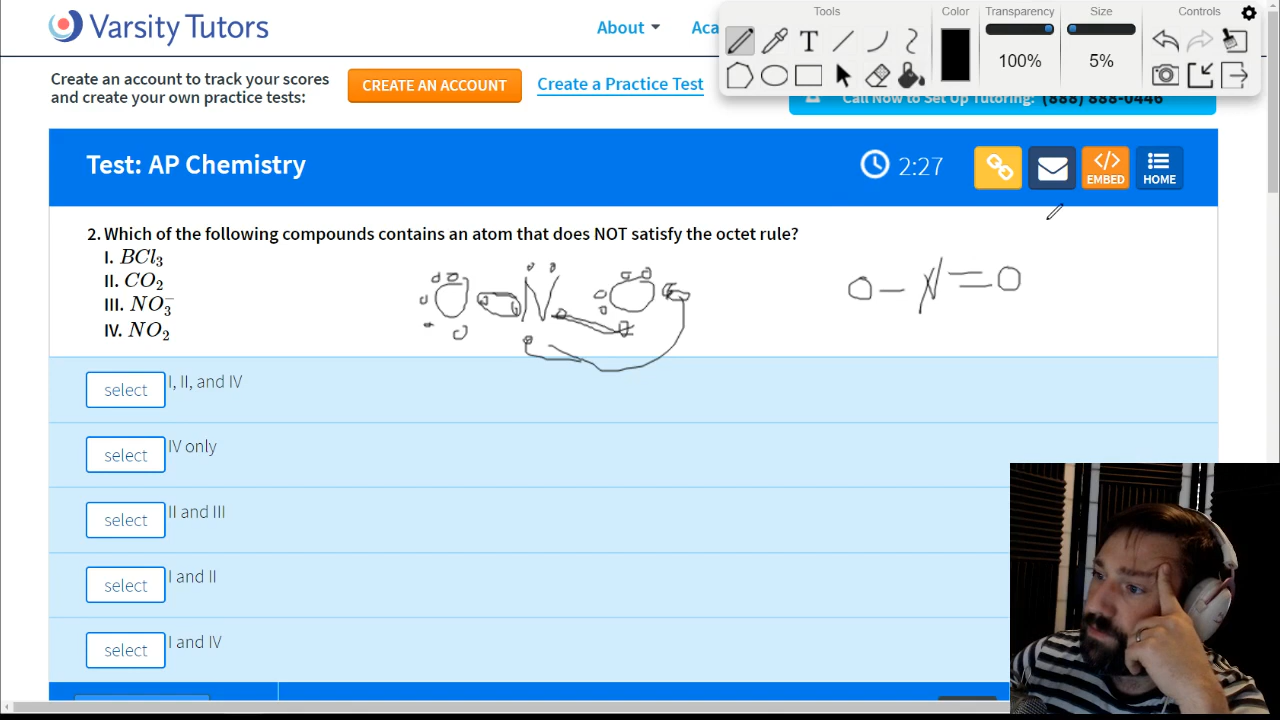 Varsity Tutors
About
Aca
Tools
Color
Transparency
Size
Controls
T
100%
5%
Create an account to track your scores
and create your own practice tests:
CREATE AN ACCOUNT
Create a Practice Test
Call Now to Set Up Tutoring: (888) 888-0446
Test: AP Chemistry
2:27
</>
EMBED
HOME
2. Which of the following compounds contains an atom that does NOT satisfy the octet rule?
I. BCl₃
II. CO₂
III. NO₃⁻
IV. NO₂
O N O
O – N = O
select I, II, and IV
select IV only
select II and III
select I and II
select I and IV